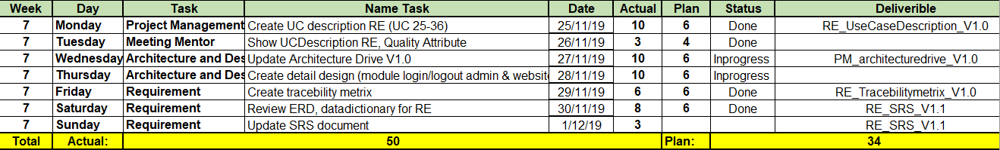 Week Day Task Name Task Date Actual Plan Status Deliverible
7 Monday Project Management Create UC description RE (UC 25-36) 25/11/19 10 6 Done RE_UseCaseDescription_V1.0
7 Tuesday Meeting Mentor Show UCDescription RE, Quality Attribute 26/11/19 3 4 Done
7 Wednesday Architecture and Des Update Architecture Drive V1.0 27/11/19 10 6 Inprogress PM_architecturedrive_V1.0
7 Thursday Architecture and Des Create detail design (module login/logout admin & websit 28/11/19 10 6 Inprogress
7 Friday Requirement Create tracebility metrix 29/11/19 6 6 Done RE_Tracebilitymetrix_V1.0
7 Saturday Requirement Review ERD, datadictionary for RE 30/11/19 8 6 Done RE_SRS_V1.1
7 Sunday Requirement Update SRS document 1/12/19 3 RE_SRS_V1.1
Total Actual: 50 Plan: 34